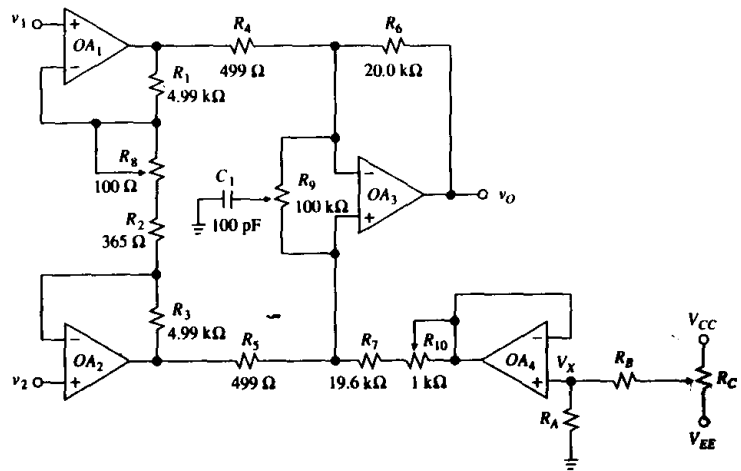 v1
+
OA1
−
R4
499 Ω
R6
20.0 kΩ
R1
4.99 kΩ
R8
100 Ω
C1
100 pF
R9
100 kΩ
−
OA3
+
vO
R2
365 Ω
R3
4.99 kΩ
−
OA2
+
v2
R5
499 Ω
R7
19.6 kΩ
R10
1 kΩ
−
OA4
+
VX
RA
RB
VCC
RC
VEE